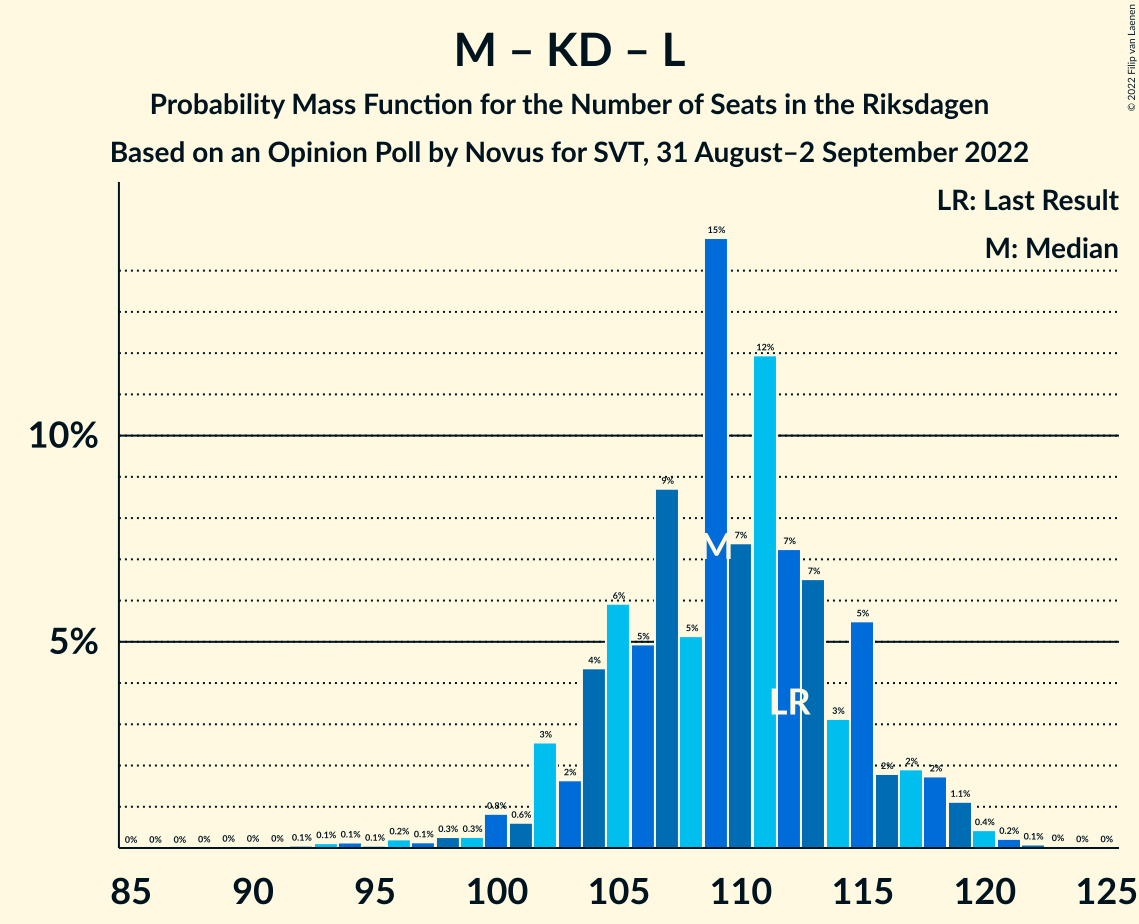 M – KD – L
Probability Mass Function for the Number of Seats in the Riksdagen
Based on an Opinion Poll by Novus for SVT, 31 August–2 September 2022
© 2022 Filip van Laenen
LR: Last Result
M: Median
15%
12%
10%
9%
7%
7%
7%
M
6%
5%
5%
5%
5%
4%
LR
3%
3%
2%
2%
2%
2%
1.1%
0.8%
0.6%
0.4%
0% 0% 0% 0% 0% 0% 0% 0.1% 0.1% 0.1% 0.1% 0.2% 0.1% 0.3% 0.3% 0.2% 0.1% 0% 0% 0%
85 90 95 100 105 110 115 120 125